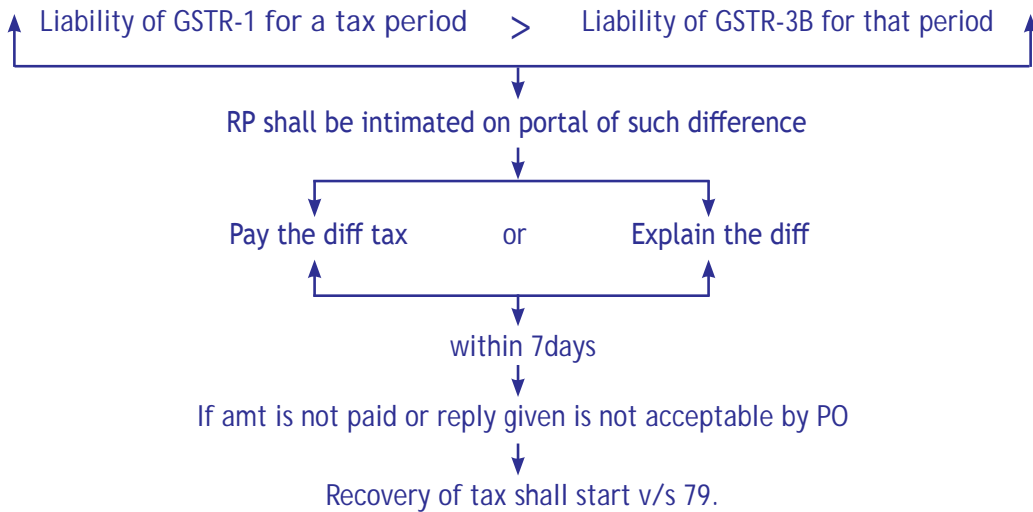 Liability of GSTR-1 for a tax period > Liability of GSTR-3B for that period
RP shall be intimated on portal of such difference
Pay the diff tax or Explain the diff
within 7days
If amt is not paid or reply given is not acceptable by PO
Recovery of tax shall start v/s 79.